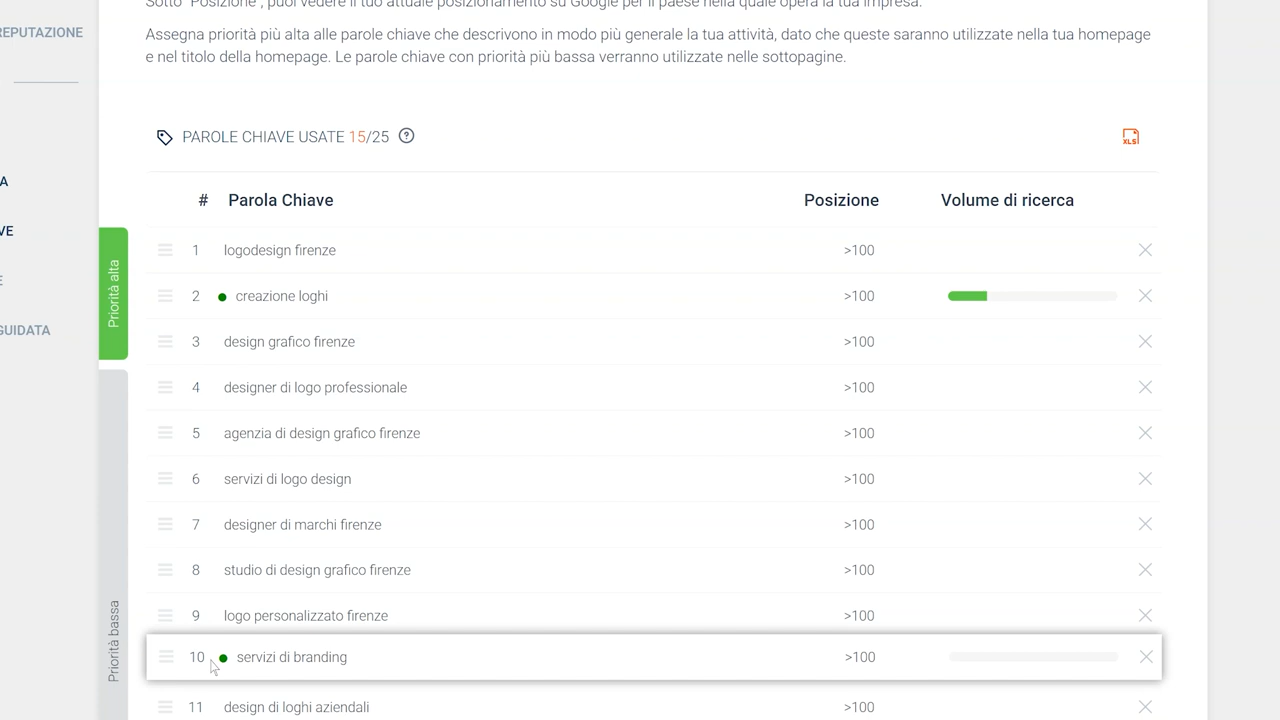 Sotto "Posizione", puoi vedere il tuo attuale posizionamento su Google per il paese nella quale opera la tua impresa.
REPUTAZIONE
Assegna priorità più alta alle parole chiave che descrivono in modo più generale la tua attività, dato che queste saranno utilizzate nella tua homepage
e nel titolo della homepage. Le parole chiave con priorità più bassa verranno utilizzate nelle sottopagine.
PAROLE CHIAVE USATE 15/25 ?
XLS
A
VE
E
GUIDATA
# Parola Chiave Posizione Volume di ricerca
Priorità alta
1 logodesign firenze >100
2 creazione loghi >100
3 design grafico firenze >100
4 designer di logo professionale >100
5 agenzia di design grafico firenze >100
6 servizi di logo design >100
7 designer di marchi firenze >100
8 studio di design grafico firenze >100
9 logo personalizzato firenze >100
Priorità bassa
10 servizi di branding >100
11 design di loghi aziendali >100